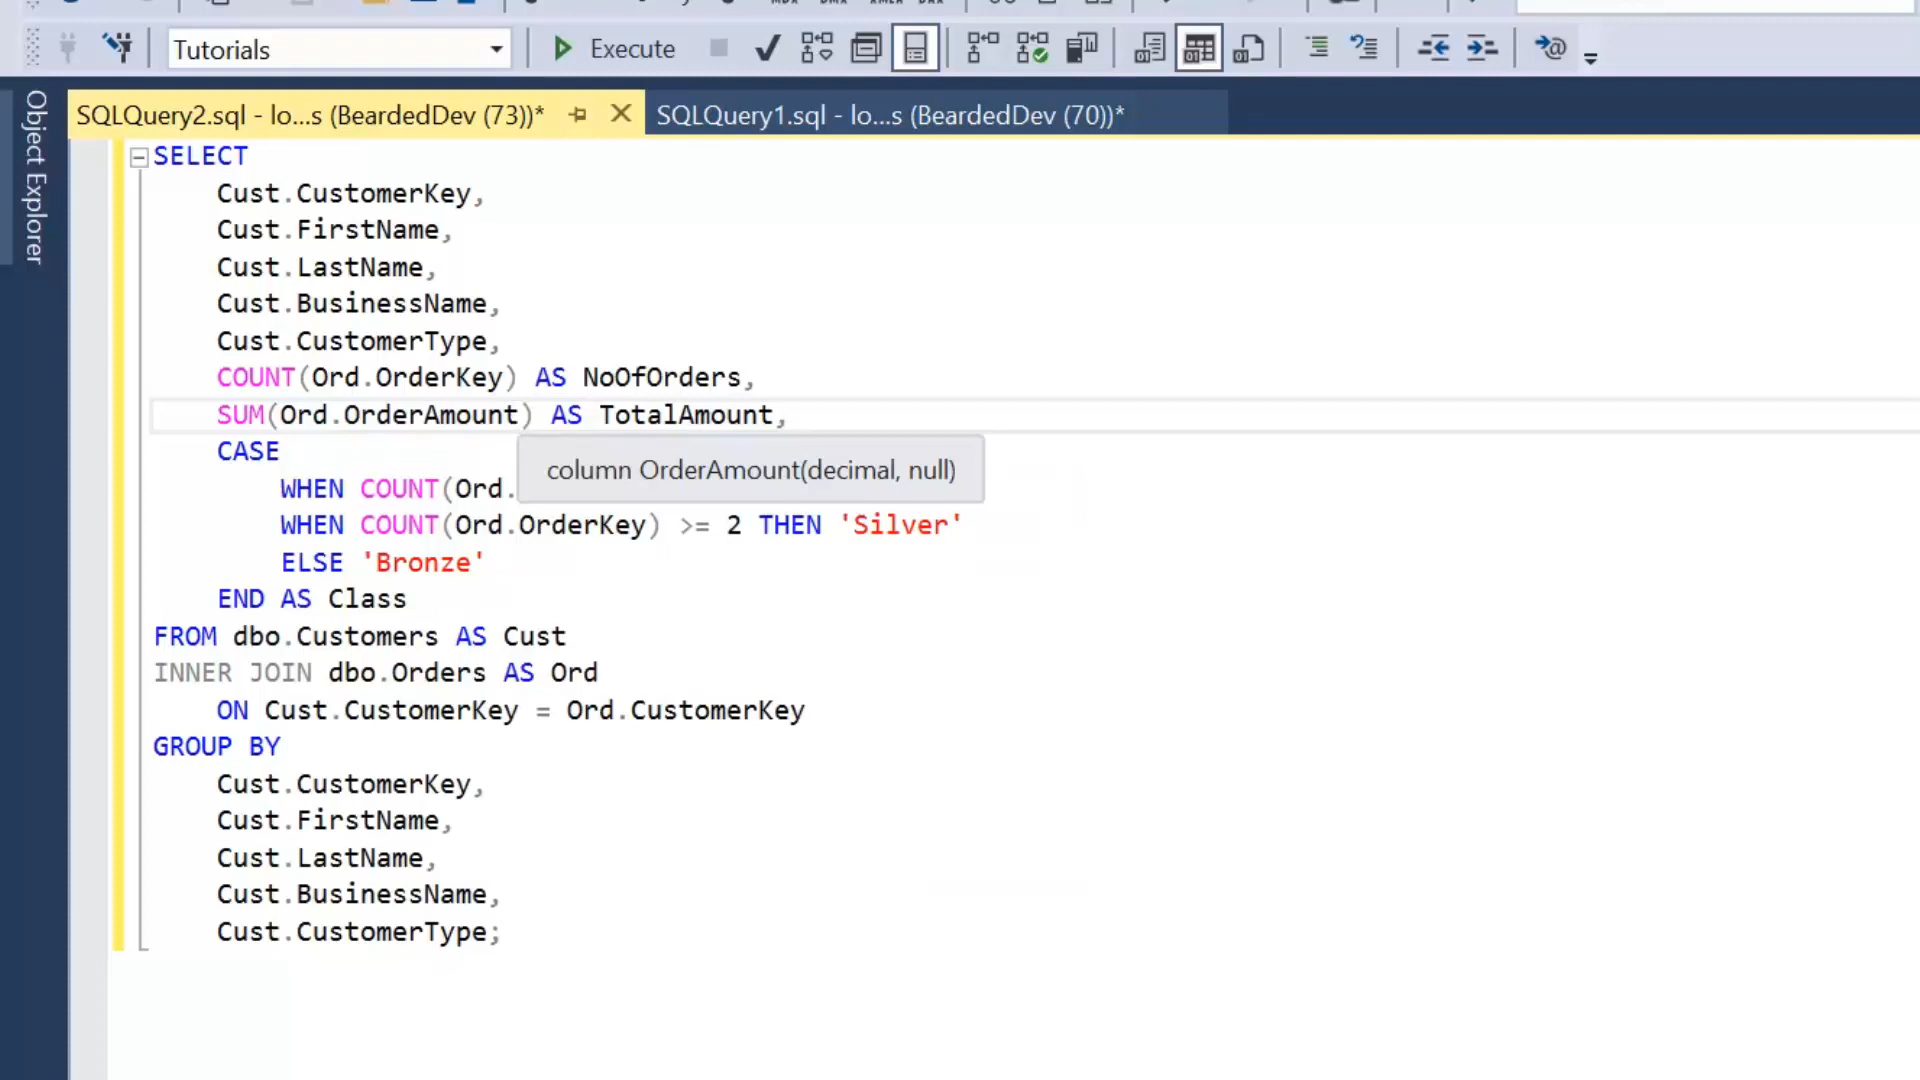 Tutorials
Execute
Object Explorer
SQLQuery2.sql - lo...s (BeardedDev (73))*
SQLQuery1.sql - lo...s (BeardedDev (70))*
SELECT
Cust.CustomerKey,
Cust.FirstName,
Cust.LastName,
Cust.BusinessName,
Cust.CustomerType,
COUNT(Ord.OrderKey) AS NoOfOrders,
SUM(Ord.OrderAmount) AS TotalAmount,
CASE
column OrderAmount(decimal, null)
WHEN COUNT(Ord.
WHEN COUNT(Ord.OrderKey) >= 2 THEN 'Silver'
ELSE 'Bronze'
END AS Class
FROM dbo.Customers AS Cust
INNER JOIN dbo.Orders AS Ord
ON Cust.CustomerKey = Ord.CustomerKey
GROUP BY
Cust.CustomerKey,
Cust.FirstName,
Cust.LastName,
Cust.BusinessName,
Cust.CustomerType;